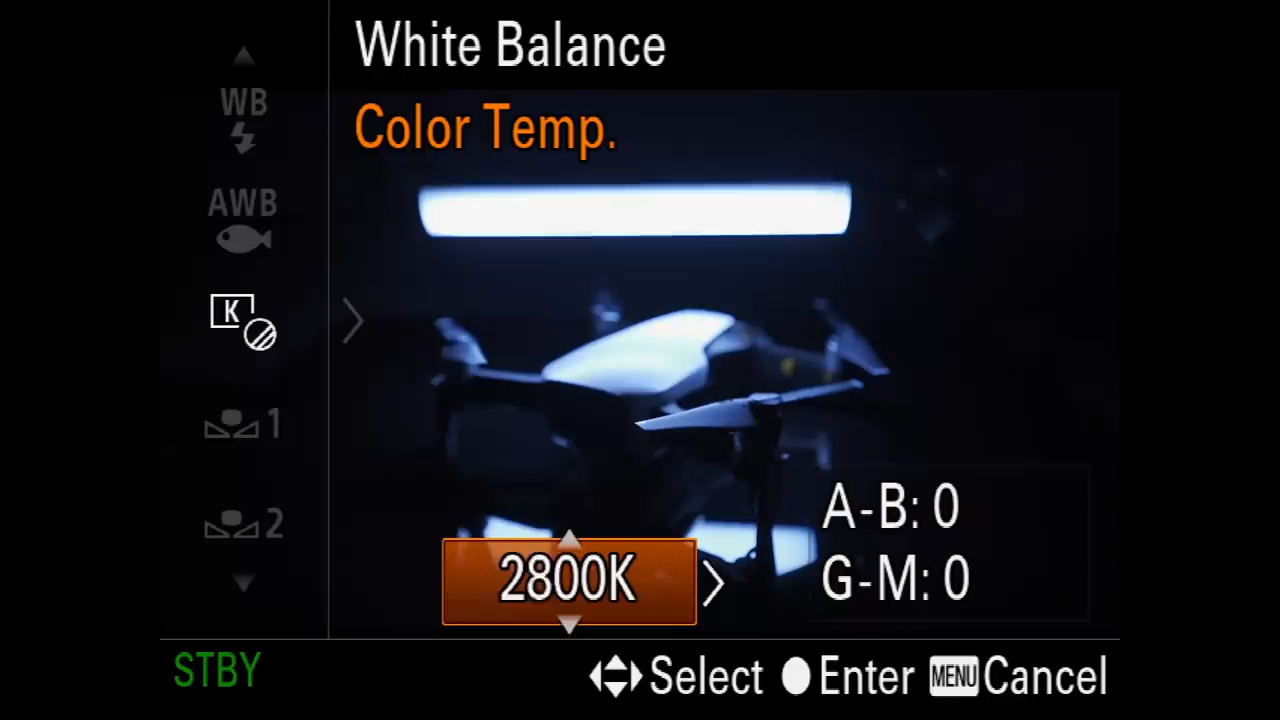 White Balance
Color Temp.
WB
AWB
K
1
2
2800K
A-B: 0
G-M: 0
STBY
Select Enter MENU Cancel